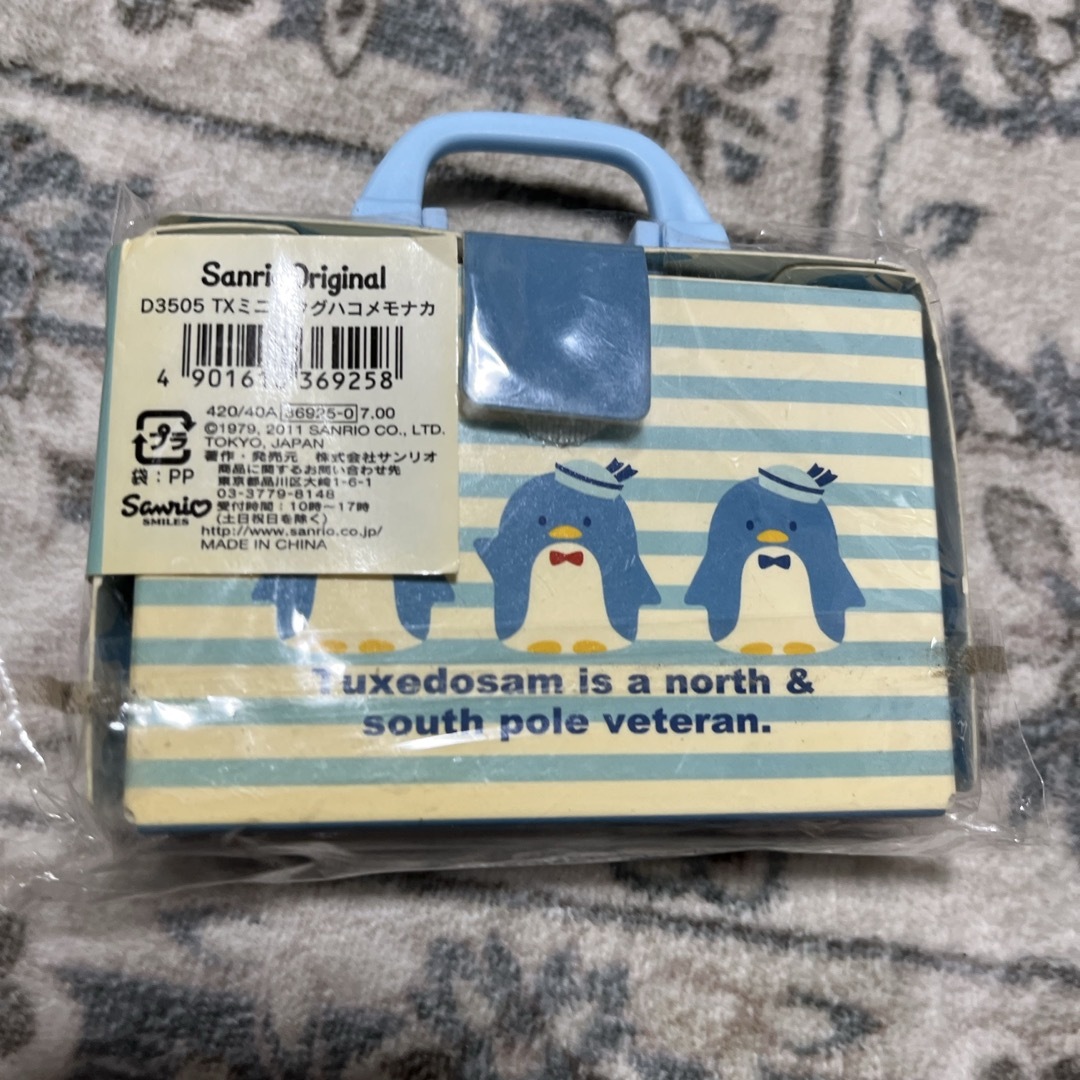 Sanrio Original
D3505 TXミニ グハコメモナカ
4 90161 369258
420/40A 36925-0 7.00
©1979, 2011 SANRIO CO., LTD.
TOKYO, JAPAN
著作・発売元 株式会社サンリオ
商品に関するお問い合わせ先
東京都品川区大崎1-6-1
03-3779-8148
受付時間：10時〜17時
(土日祝日を除く)
http://www.sanrio.co.jp/
MADE IN CHINA
プラ
袋：PP
Sanrio
SMILES
Tuxedosam is a north &
south pole veteran.